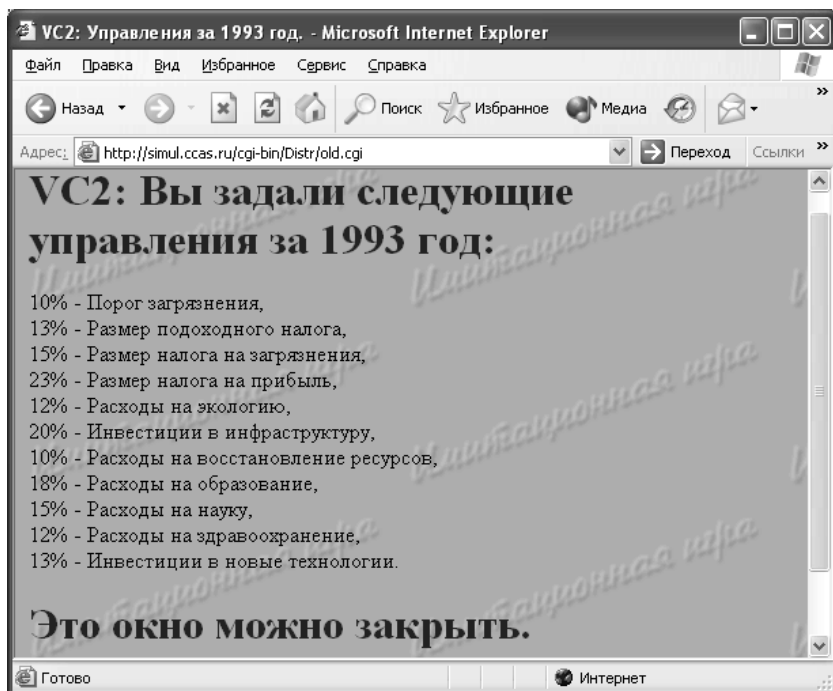 VC2: Управления за 1993 год. - Microsoft Internet Explorer
Файл Правка Вид Избранное Сервис Справка
Назад Поиск Избранное Медиа »
Адрес: http://simul.ccas.ru/cgi-bin/Distr/old.cgi Переход Ссылки »
VC2: Вы задали следующие
управления за 1993 год:
10% - Порог загрязнения,
13% - Размер подоходного налога,
15% - Размер налога на загрязнения,
23% - Размер налога на прибыль,
12% - Расходы на экологию,
20% - Инвестиции в инфраструктуру,
10% - Расходы на восстановление ресурсов,
18% - Расходы на образование,
15% - Расходы на науку,
12% - Расходы на здравоохранение,
13% - Инвестиции в новые технологии.
Это окно можно закрыть.
Имитационная игра
Готово Интернет